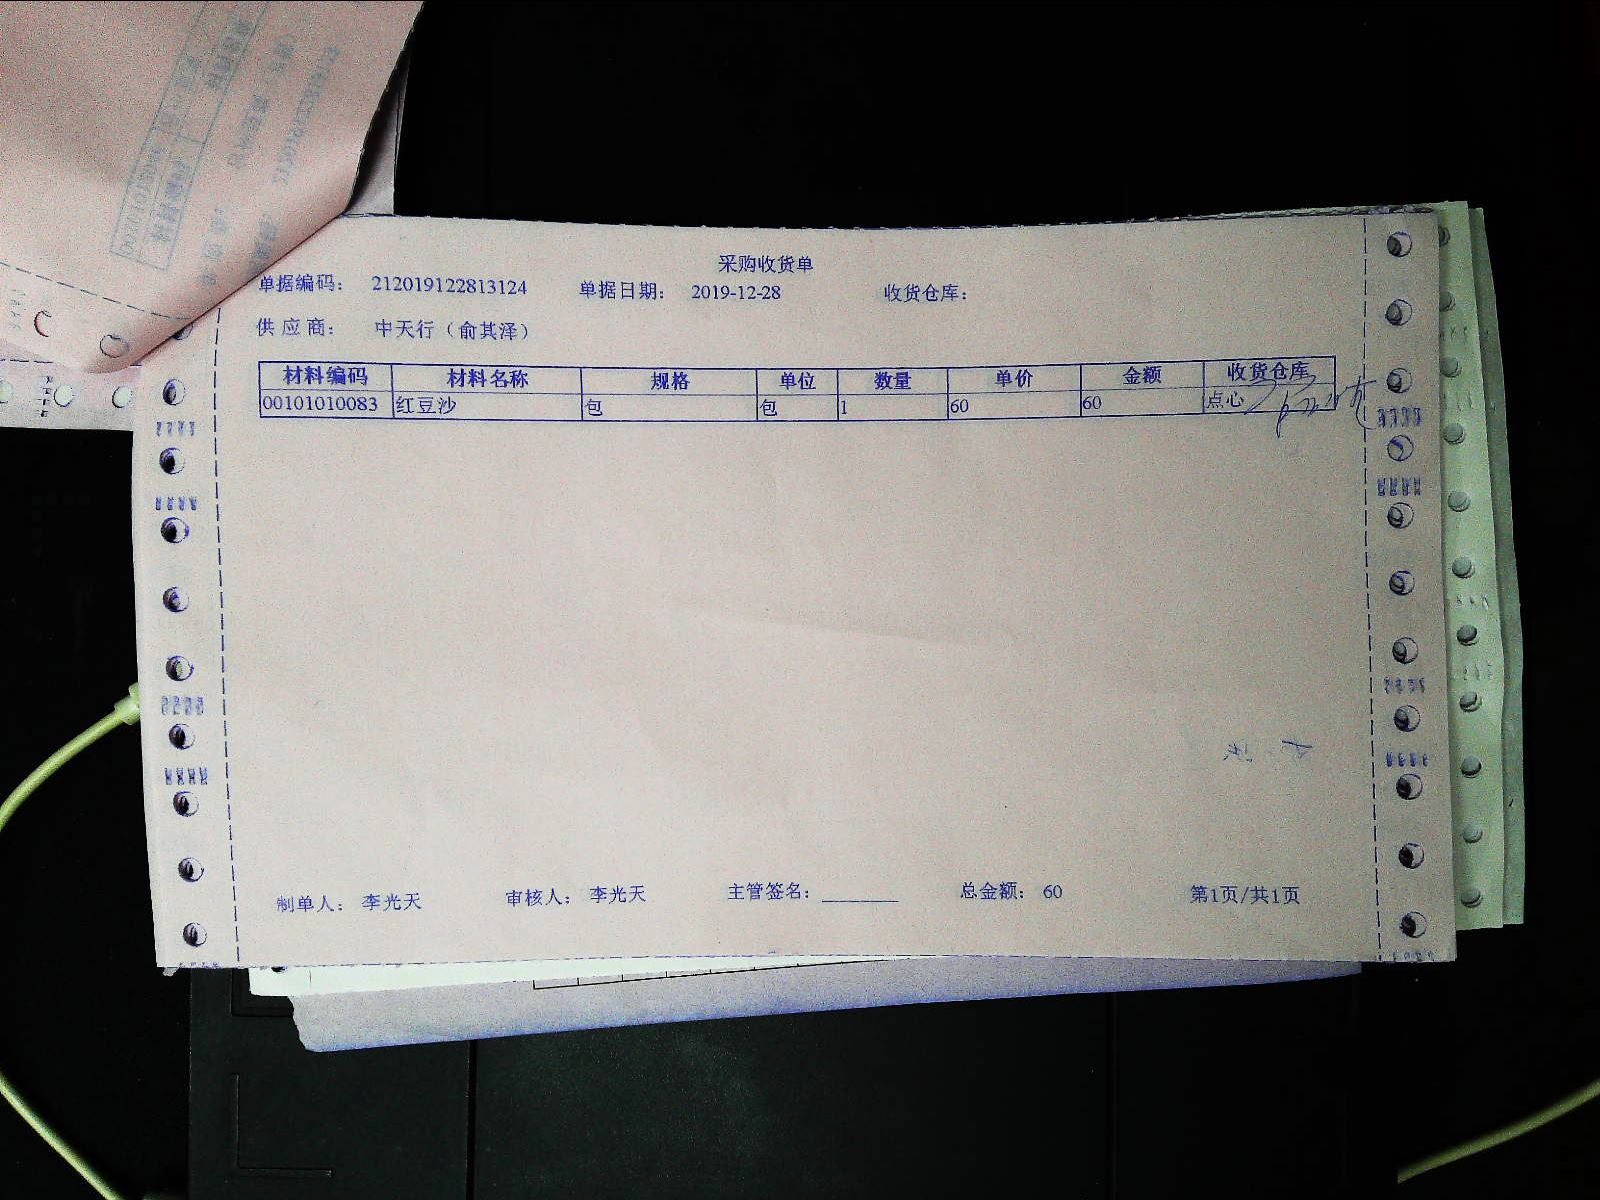 采购收货单
单据编码： 212019122813124 单据日期： 2019-12-28 收货仓库：
供应商： 中天行（俞其泽）
材料编码 材料名称 规格 单位 数量 单价 金额 收货仓库
00101010083 红豆沙 包 包 1 60 60 点心
制单人： 李光天 审核人： 李光天 主管签名：________ 总金额： 60 第1页/共1页